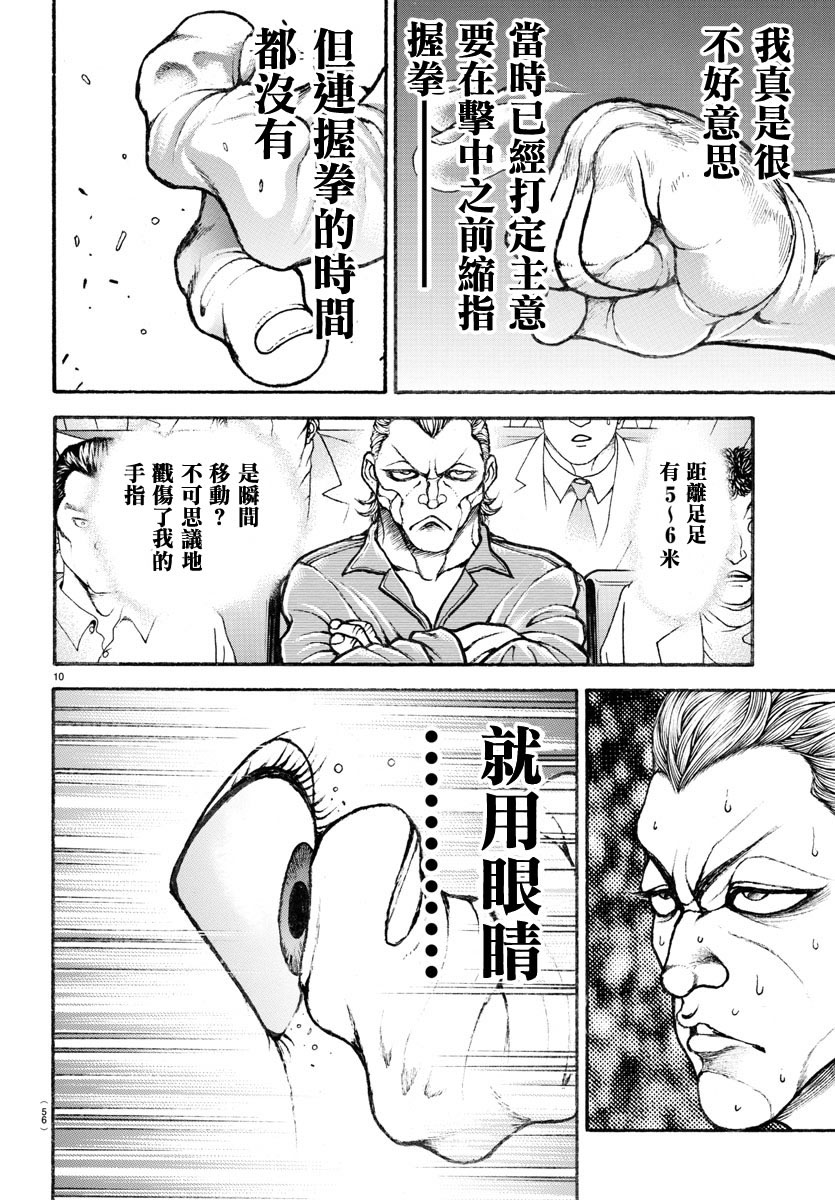 我真是很
不好意思
當時已經打定主意
要在擊中之前縮指
握拳——
但連握拳的時間
都沒有
距離足足
有5～6米
是瞬間
移動？
不可思議地
戳傷了我的
手指
10
就用眼睛
………
（56）